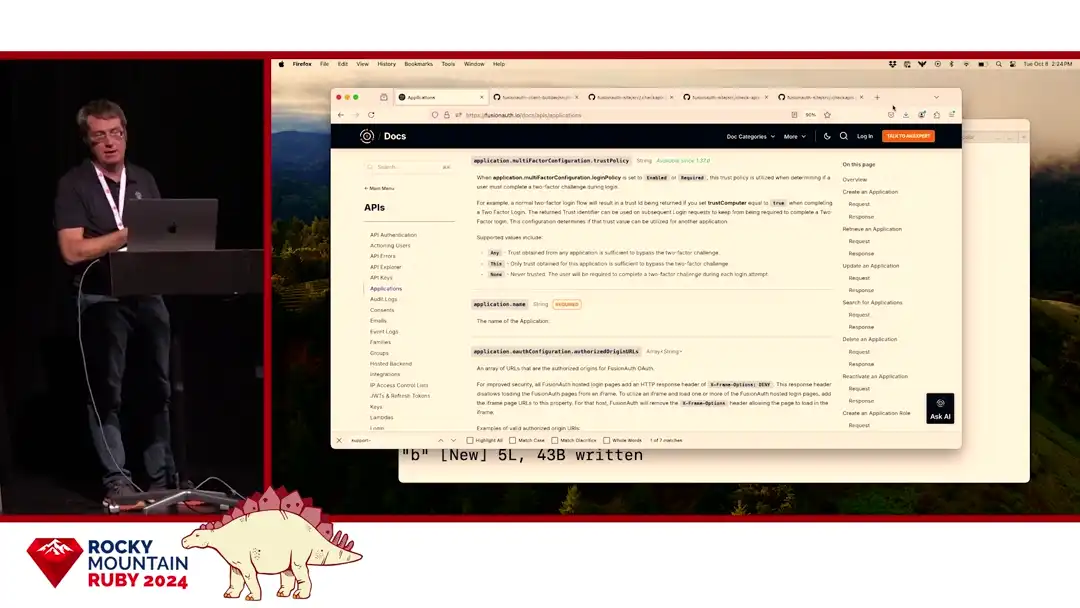 Firefox File Edit View History Bookmarks Tools Window Help
Tue Oct 8 2:24 PM
Applications
https://fusionauth.io/docs/apis/applications
90%
Docs
Doc Categories
More
Log In
TALK TO AN EXPERT
Search...
Main Menu
APIs
API Authentication
Actioning Users
API Errors
API Explorer
API Keys
Applications
Audit Logs
Consents
Emails
Event Logs
Families
Groups
Hosted Backend
Integrations
IP Access Control Lists
JWTs & Refresh Tokens
Keys
Lambdas
Login
application.multiFactorConfiguration.trustPolicy String Available since 1.37.0
When application.multiFactorConfiguration.loginPolicy is set to Enabled or Required, this trust policy is utilized when determining if a
user must complete a two-factor challenge during login.
For example, a normal two-factor login flow will result in a trust Id being returned if you set trustComputer equal to true when completing
a Two Factor Login. The returned Trust identifier can be used on subsequent Login requests to keep from being required to complete a Two-
Factor login. This configuration determines if that trust value can be utilized for another application.
Supported values include:
Any - Trust obtained from any application is sufficient to bypass the two-factor challenge.
This - Only trust obtained for this application is sufficient to bypass the two-factor challenge.
None - Never trusted. The user will be required to complete a two-factor challenge during each login attempt.
application.name String REQUIRED
The name of the Application.
application.oauthConfiguration.authorizedOriginURLs Array<String>
An array of URLs that are the authorized origins for FusionAuth OAuth.
For improved security, all FusionAuth hosted login pages add an HTTP response header of X-Frame-Options: DENY. This response header
disallows loading the FusionAuth pages from an iframe. To utilize an iframe and load one or more of the FusionAuth hosted login pages, add
the iframe page URLs to this property. For that host, FusionAuth will remove the X-Frame-Options header allowing the page to load in the
iframe.
Examples of valid authorized origin URLs
On this page
Overview
Create an Application
Request
Response
Retrieve an Application
Request
Response
Update an Application
Request
Response
Search for Applications
Request
Response
Delete an Application
Request
Response
Reactivate an Application
Request
Response
Create an Application Role
Request
Ask AI
Highlight All
Match Case
Match Diacritics
Whole Words
1 of 7 matches
"b" [New] 5L, 43B written
ROCKY
MOUNTAIN
RUBY 2024